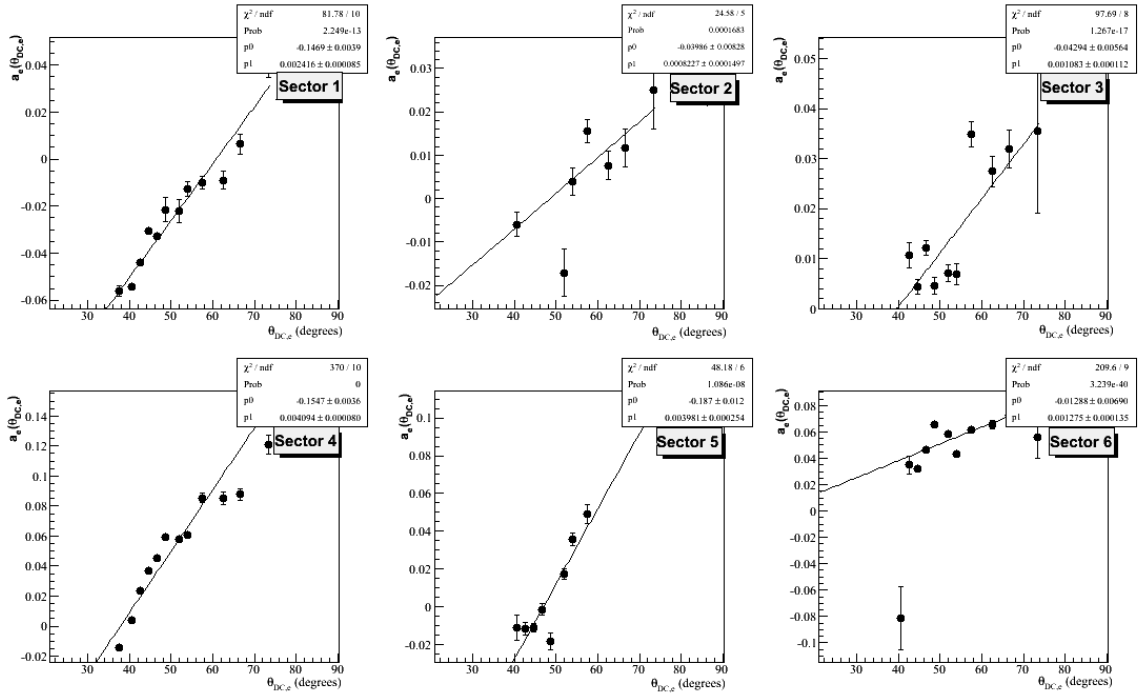 χ² / ndf 81.78 / 10
Prob 2.249e-13
p0 -0.1469 ± 0.0039
p1 0.002416 ± 0.000085
Sector 1
a_e(θ_DC,e)
0.04
0.02
0
-0.02
-0.04
-0.06
30 40 50 60 70 80 90
θ_DC,e (degrees)
χ² / ndf 24.58 / 5
Prob 0.0001683
p0 -0.03986 ± 0.00828
p1 0.0008227 ± 0.0001497
Sector 2
a_e(θ_DC,e)
0.03
0.02
0.01
0
-0.01
-0.02
30 40 50 60 70 80 90
θ_DC,e (degrees)
χ² / ndf 97.69 / 8
Prob 1.267e-17
p0 -0.04294 ± 0.00564
p1 0.001083 ± 0.000112
Sector 3
a_e(θ_DC,e)
0.05
0.04
0.03
0.02
0.01
0
30 40 50 60 70 80 90
θ_DC,e (degrees)
χ² / ndf 370 / 10
Prob 0
p0 -0.1547 ± 0.0036
p1 0.004094 ± 0.000080
Sector 4
a_e(θ_DC,e)
0.14
0.12
0.1
0.08
0.06
0.04
0.02
0
-0.02
30 40 50 60 70 80 90
θ_DC,e (degrees)
χ² / ndf 48.18 / 6
Prob 1.086e-08
p0 -0.187 ± 0.012
p1 0.003981 ± 0.000254
Sector 5
a_e(θ_DC,e)
0.1
0.08
0.06
0.04
0.02
0
-0.02
30 40 50 60 70 80 90
θ_DC,e (degrees)
χ² / ndf 209.6 / 9
Prob 3.239e-40
p0 -0.01288 ± 0.00690
p1 0.001275 ± 0.000135
Sector 6
a_e(θ_DC,e)
0.08
0.06
0.04
0.02
0
-0.02
-0.04
-0.06
-0.08
-0.1
30 40 50 60 70 80 90
θ_DC,e (degrees)